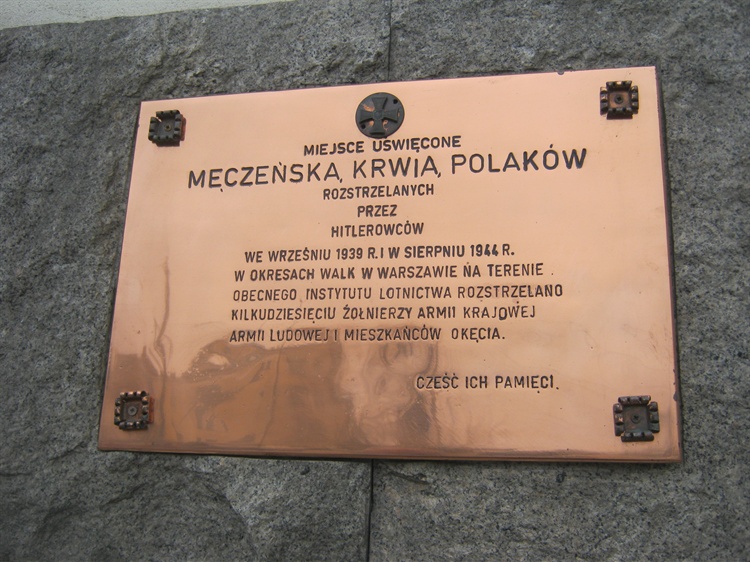 MIEJSCE UŚWIĘCONE
MĘCZEŃSKĄ KRWIĄ POLAKÓW
ROZSTRZELANYCH
PRZEZ
HITLEROWCÓW
WE WRZEŚNIU 1939 R. I W SIERPNIU 1944 R.
W OKRESACH WALK W WARSZAWIE NA TERENIE
OBECNEGO INSTYTUTU LOTNICTWA ROZSTRZELANO
KILKUDZIESIĘCIU ŻOŁNIERZY ARMII KRAJOWEJ
ARMII LUDOWEJ I MIESZKAŃCÓW OKĘCIA.
CZEŚĆ ICH PAMIĘCI.